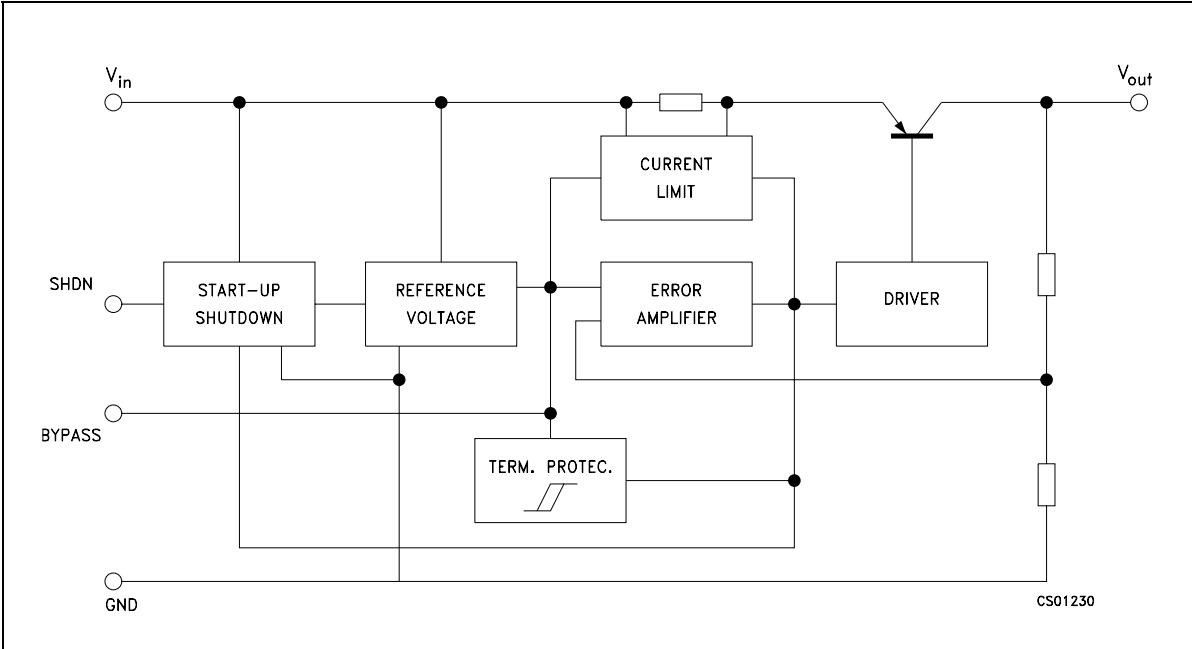 Vin
Vout
CURRENT
LIMIT
SHDN
START-UP
SHUTDOWN
REFERENCE
VOLTAGE
ERROR
AMPLIFIER
DRIVER
BYPASS
TERM. PROTEC.
GND
CS01230